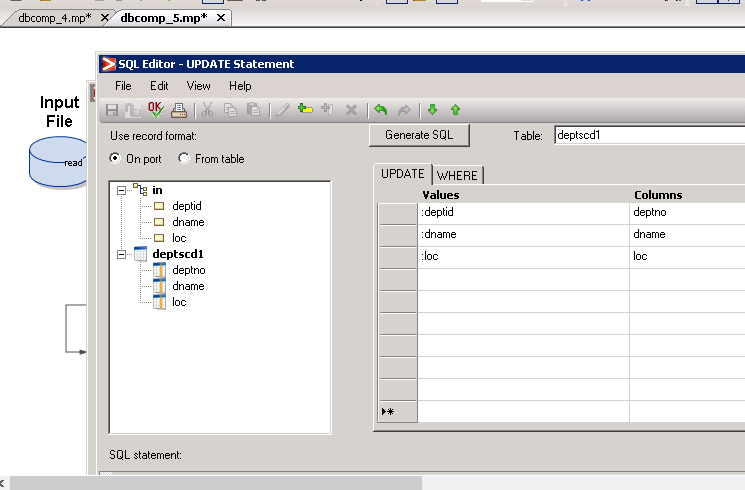 dbcomp_4.mp* dbcomp_5.mp*
SQL Editor - UPDATE Statement
File Edit View Help
OK
Input
File
read
Use record format:
Generate SQL Table: deptscd1
On port From table
UPDATE WHERE
Values Columns
in
deptid
dname
loc
deptscd1
deptno
dname
loc
:deptid deptno
:dname dname
:loc loc
SQL statement: